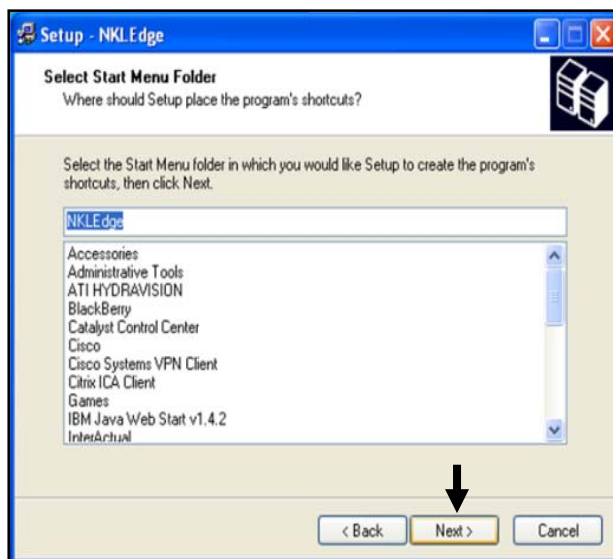 Setup - NKLEdge
Select Start Menu Folder
Where should Setup place the program's shortcuts?
Select the Start Menu folder in which you would like Setup to create the program's
shortcuts, then click Next.
NKLEdge
Accessories
Administrative Tools
ATI HYDRAVISION
BlackBerry
Catalyst Control Center
Cisco
Cisco Systems VPN Client
Citrix ICA Client
Games
IBM Java Web Start v1.4.2
InterActual
< Back Next > Cancel